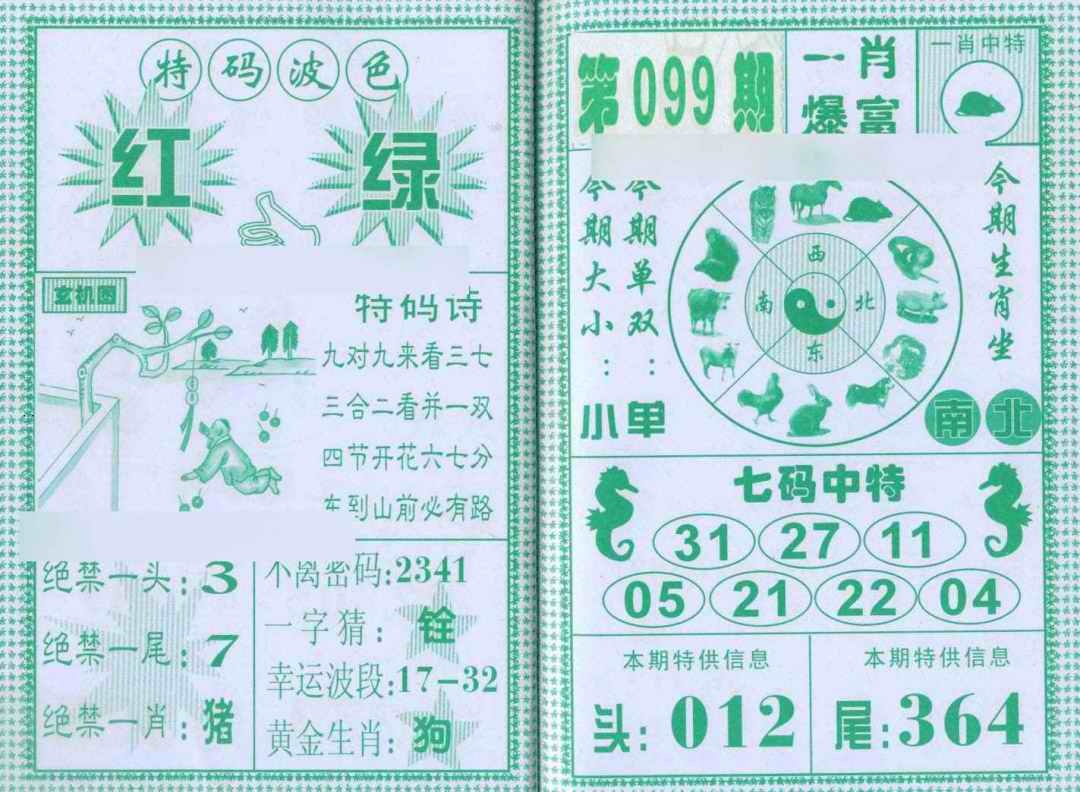 特码波色
红 绿
玄机图
特码诗
九对九来看三七
三合二看并一双
四节开花六七分
车到山前必有路
绝禁一头:3
绝禁一尾:7
绝禁一肖:猪
不离密码:2341
一字猜:铨
幸运波段:17-32
黄金生肖:狗
第099期
一肖
爆富
一肖中特
今期大小:小
今期单双:单
西
南 北
东
今期生肖坐
南北
七码中特
31 27 11
05 21 22 04
本期特供信息
头:012
本期特供信息
尾:364